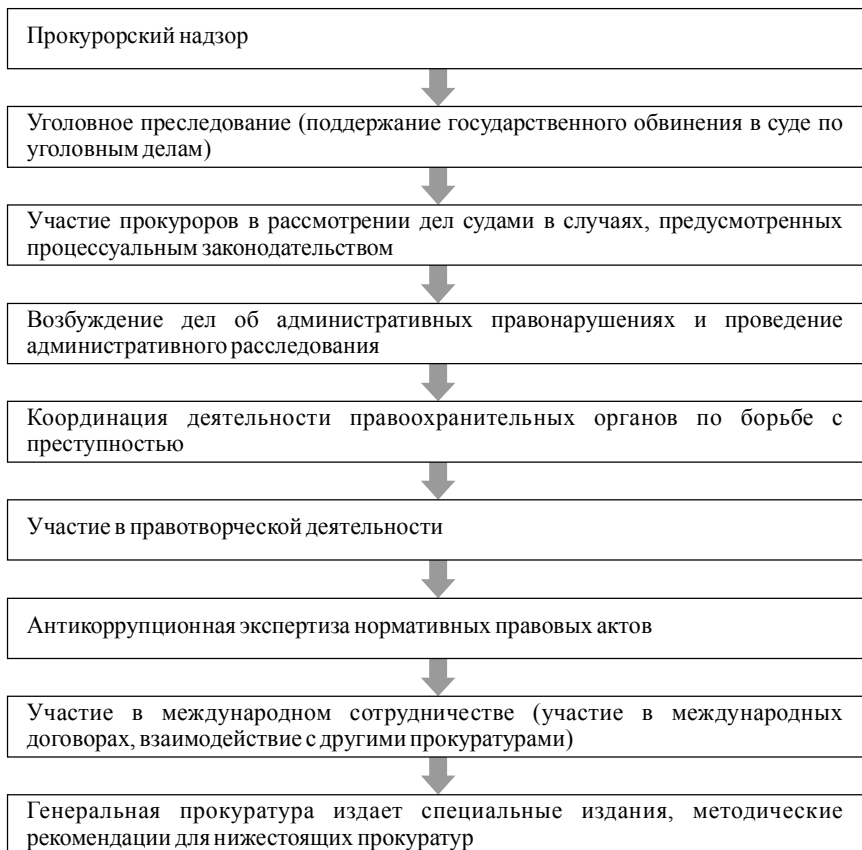 Прокурорский надзор
Уголовное преследование (поддержание государственного обвинения в суде по
уголовным делам)
Участие прокуроров в рассмотрении дел судами в случаях, предусмотренных
процессуальным законодательством
Возбуждение дел об административных правонарушениях и проведение
административного расследования
Координация деятельности правоохранительных органов по борьбе с
преступностью
Участие в правотворческой деятельности
Антикоррупционная экспертиза нормативных правовых актов
Участие в международном сотрудничестве (участие в международных
договорах, взаимодействие с другими прокуратурами)
Генеральная прокуратура издает специальные издания, методические
рекомендации для нижестоящих прокуратур